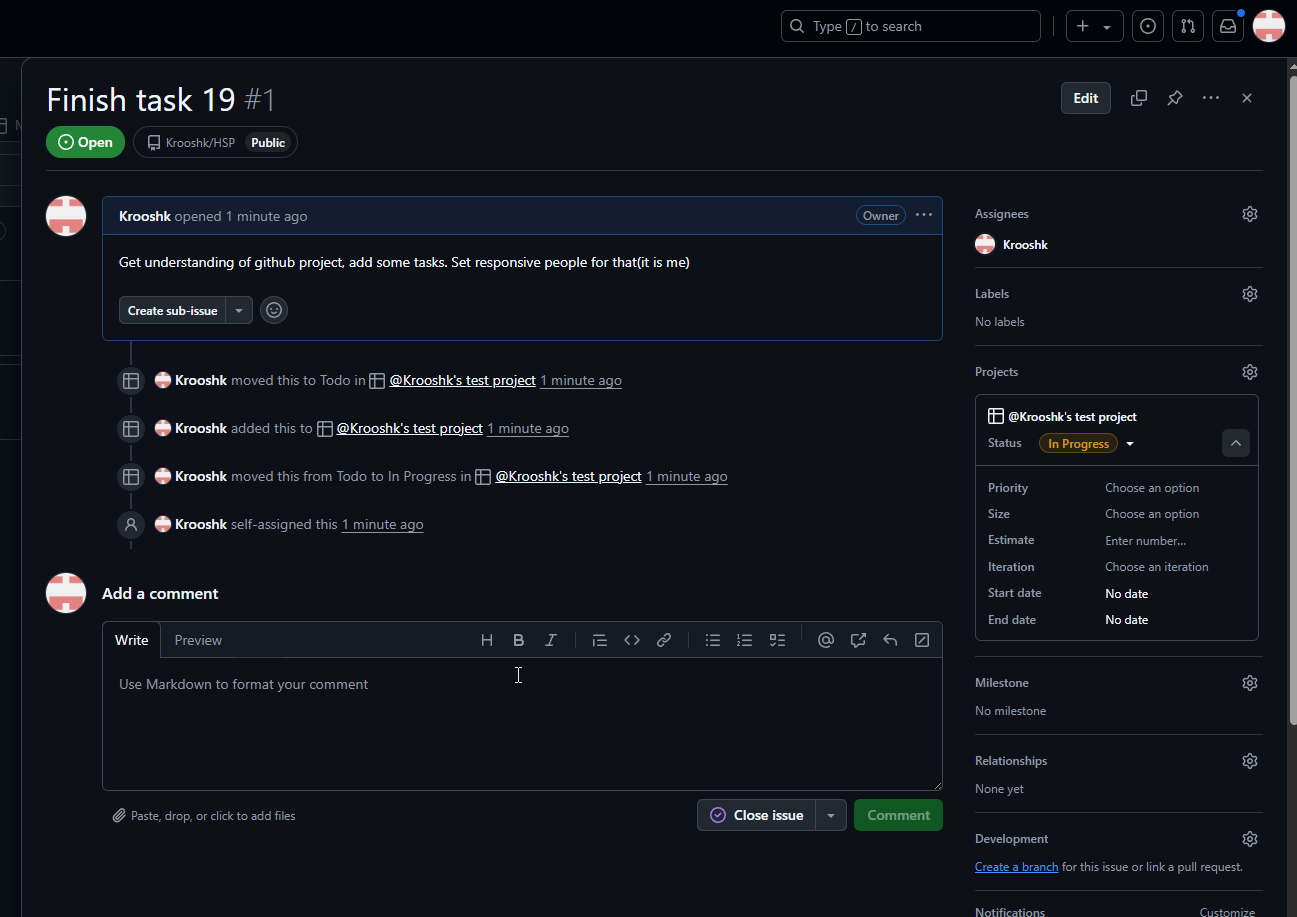 Type / to search
Finish task 19 #1
Edit
Open
Krooshk/HSP Public
Krooshk opened 1 minute ago
Owner
Get understanding of github project, add some tasks. Set responsive people for that(it is me)
Create sub-issue
Krooshk moved this to Todo in @Krooshk's test project 1 minute ago
Krooshk added this to @Krooshk's test project 1 minute ago
Krooshk moved this from Todo to In Progress in @Krooshk's test project 1 minute ago
Krooshk self-assigned this 1 minute ago
Add a comment
Write Preview
Use Markdown to format your comment
Paste, drop, or click to add files
Close issue
Comment
Assignees
Krooshk
Labels
No labels
Projects
@Krooshk's test project
Status In Progress
Priority Choose an option
Size Choose an option
Estimate Enter number...
Iteration Choose an iteration
Start date No date
End date No date
Milestone
No milestone
Relationships
None yet
Development
Create a branch for this issue or link a pull request.
Notifications Customize